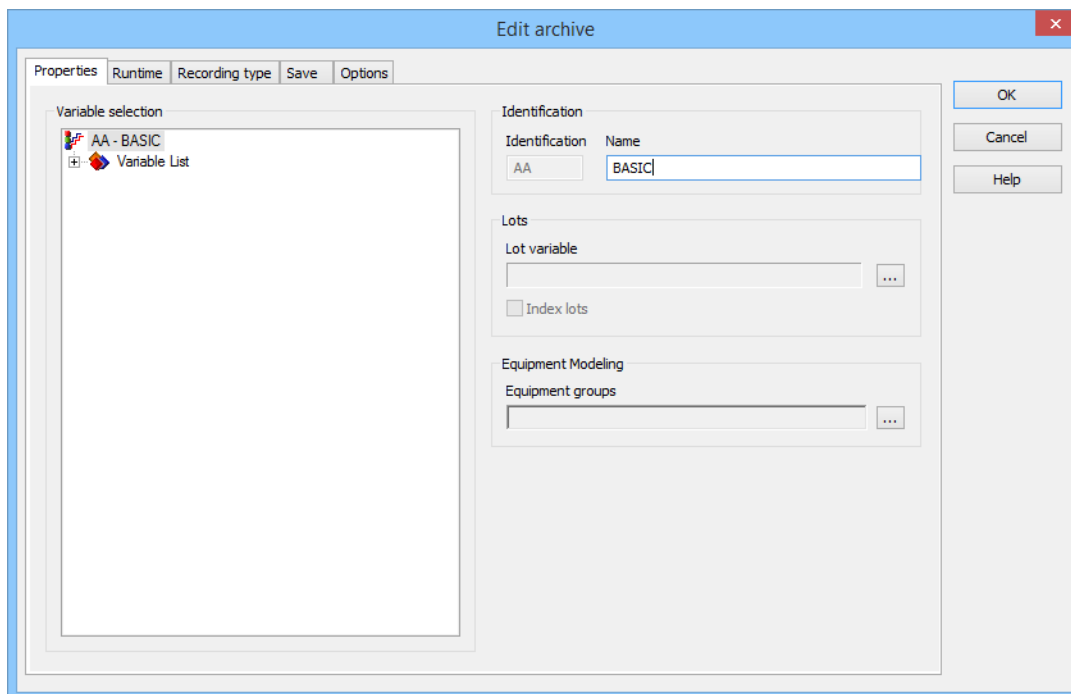 Edit archive
Properties Runtime Recording type Save Options
Variable selection
AA - BASIC
Variable List
Identification
Identification Name
AA BASIC
Lots
Lot variable
...
Index lots
Equipment Modeling
Equipment groups
...
OK
Cancel
Help